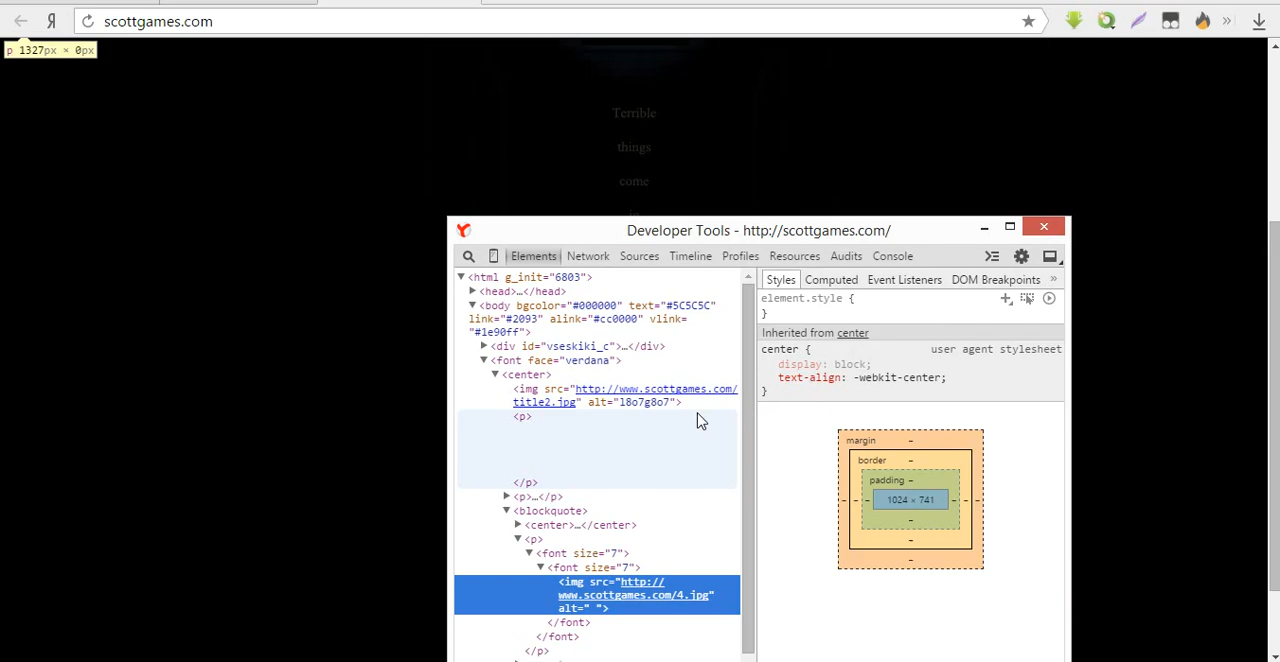 Я
scottgames.com
»
p 1327px × 0px
Terrible
things
come
in
Developer Tools - http://scottgames.com/
Elements Network Sources Timeline Profiles Resources Audits Console
<html g_init="6803">
<head>…</head>
<body bgcolor="#000000" text="#5C5C5C"
link="#2093" alink="#cc0000" vlink=
"#1e90ff">
<div id="vseskiki_c">…</div>
<font face="verdana">
<center>
<img src="http://www.scottgames.com/
title2.jpg" alt="l8o7g8o7">
<p>
</p>
<p>…</p>
<blockquote>
<center>…</center>
<p>
<font size="7">
<font size="7">
<img src="http://
www.scottgames.com/4.jpg"
alt=" ">
</font>
</font>
</p>
Styles Computed Event Listeners DOM Breakpoints »
element.style {
}
Inherited from center
center { user agent stylesheet
display: block;
text-align: -webkit-center;
}
margin -
border -
padding -
- - - 1024 × 741 - - -
-
-
-